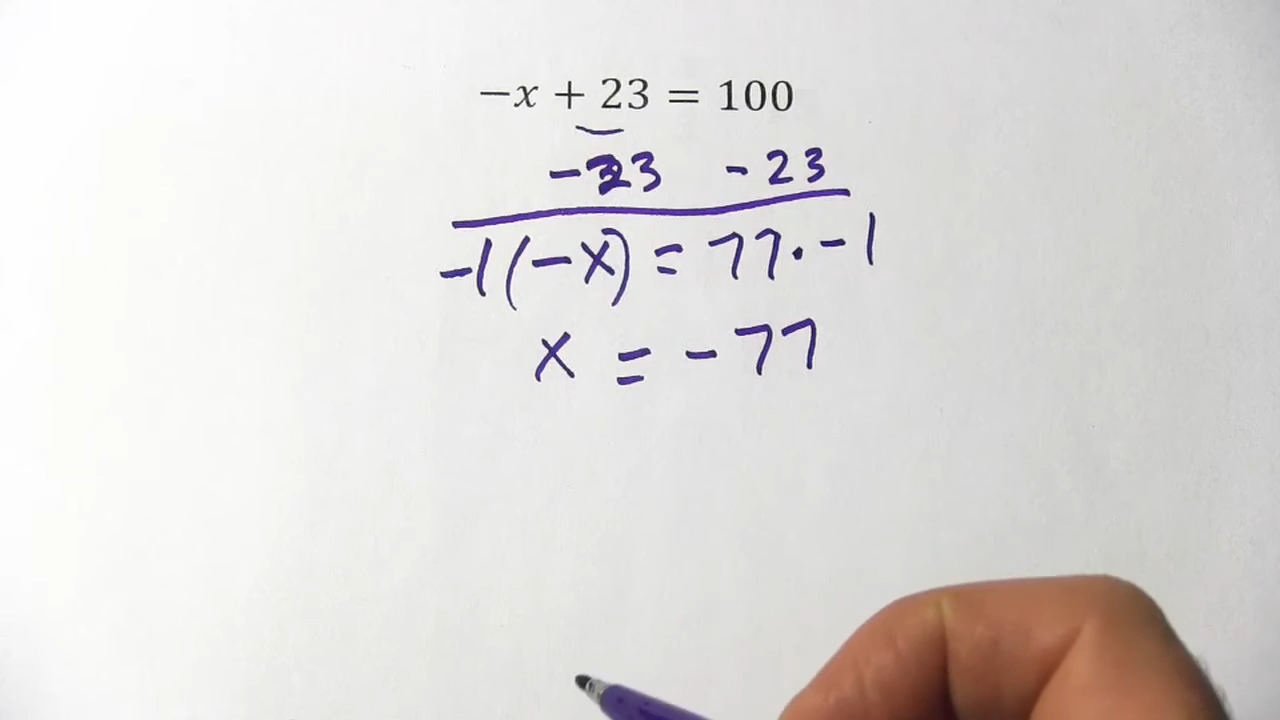 −x + 23 = 100
-23 -23
-1(-x) = 77·-1
x = -77